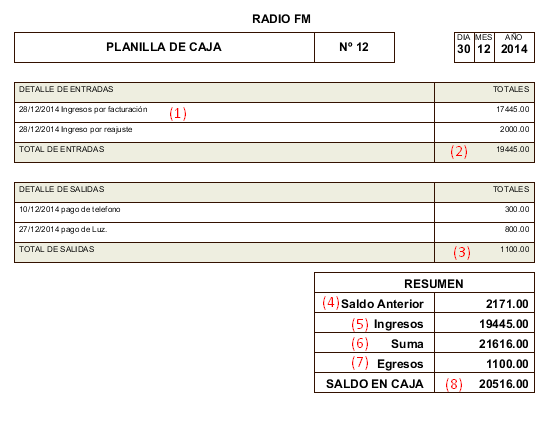 RADIO FM
PLANILLA DE CAJA Nº 12
DIA MES AÑO
30 12 2014
DETALLE DE ENTRADAS TOTALES
28/12/2014 Ingresos por facturación (1) 17445.00
28/12/2014 Ingreso por reajuste 2000.00
TOTAL DE ENTRADAS (2) 19445.00
DETALLE DE SALIDAS TOTALES
10/12/2014 pago de telefono 300.00
27/12/2014 pago de Luz. 800.00
TOTAL DE SALIDAS (3) 1100.00
RESUMEN
(4) Saldo Anterior 2171.00
(5) Ingresos 19445.00
(6) Suma 21616.00
(7) Egresos 1100.00
SALDO EN CAJA (8) 20516.00